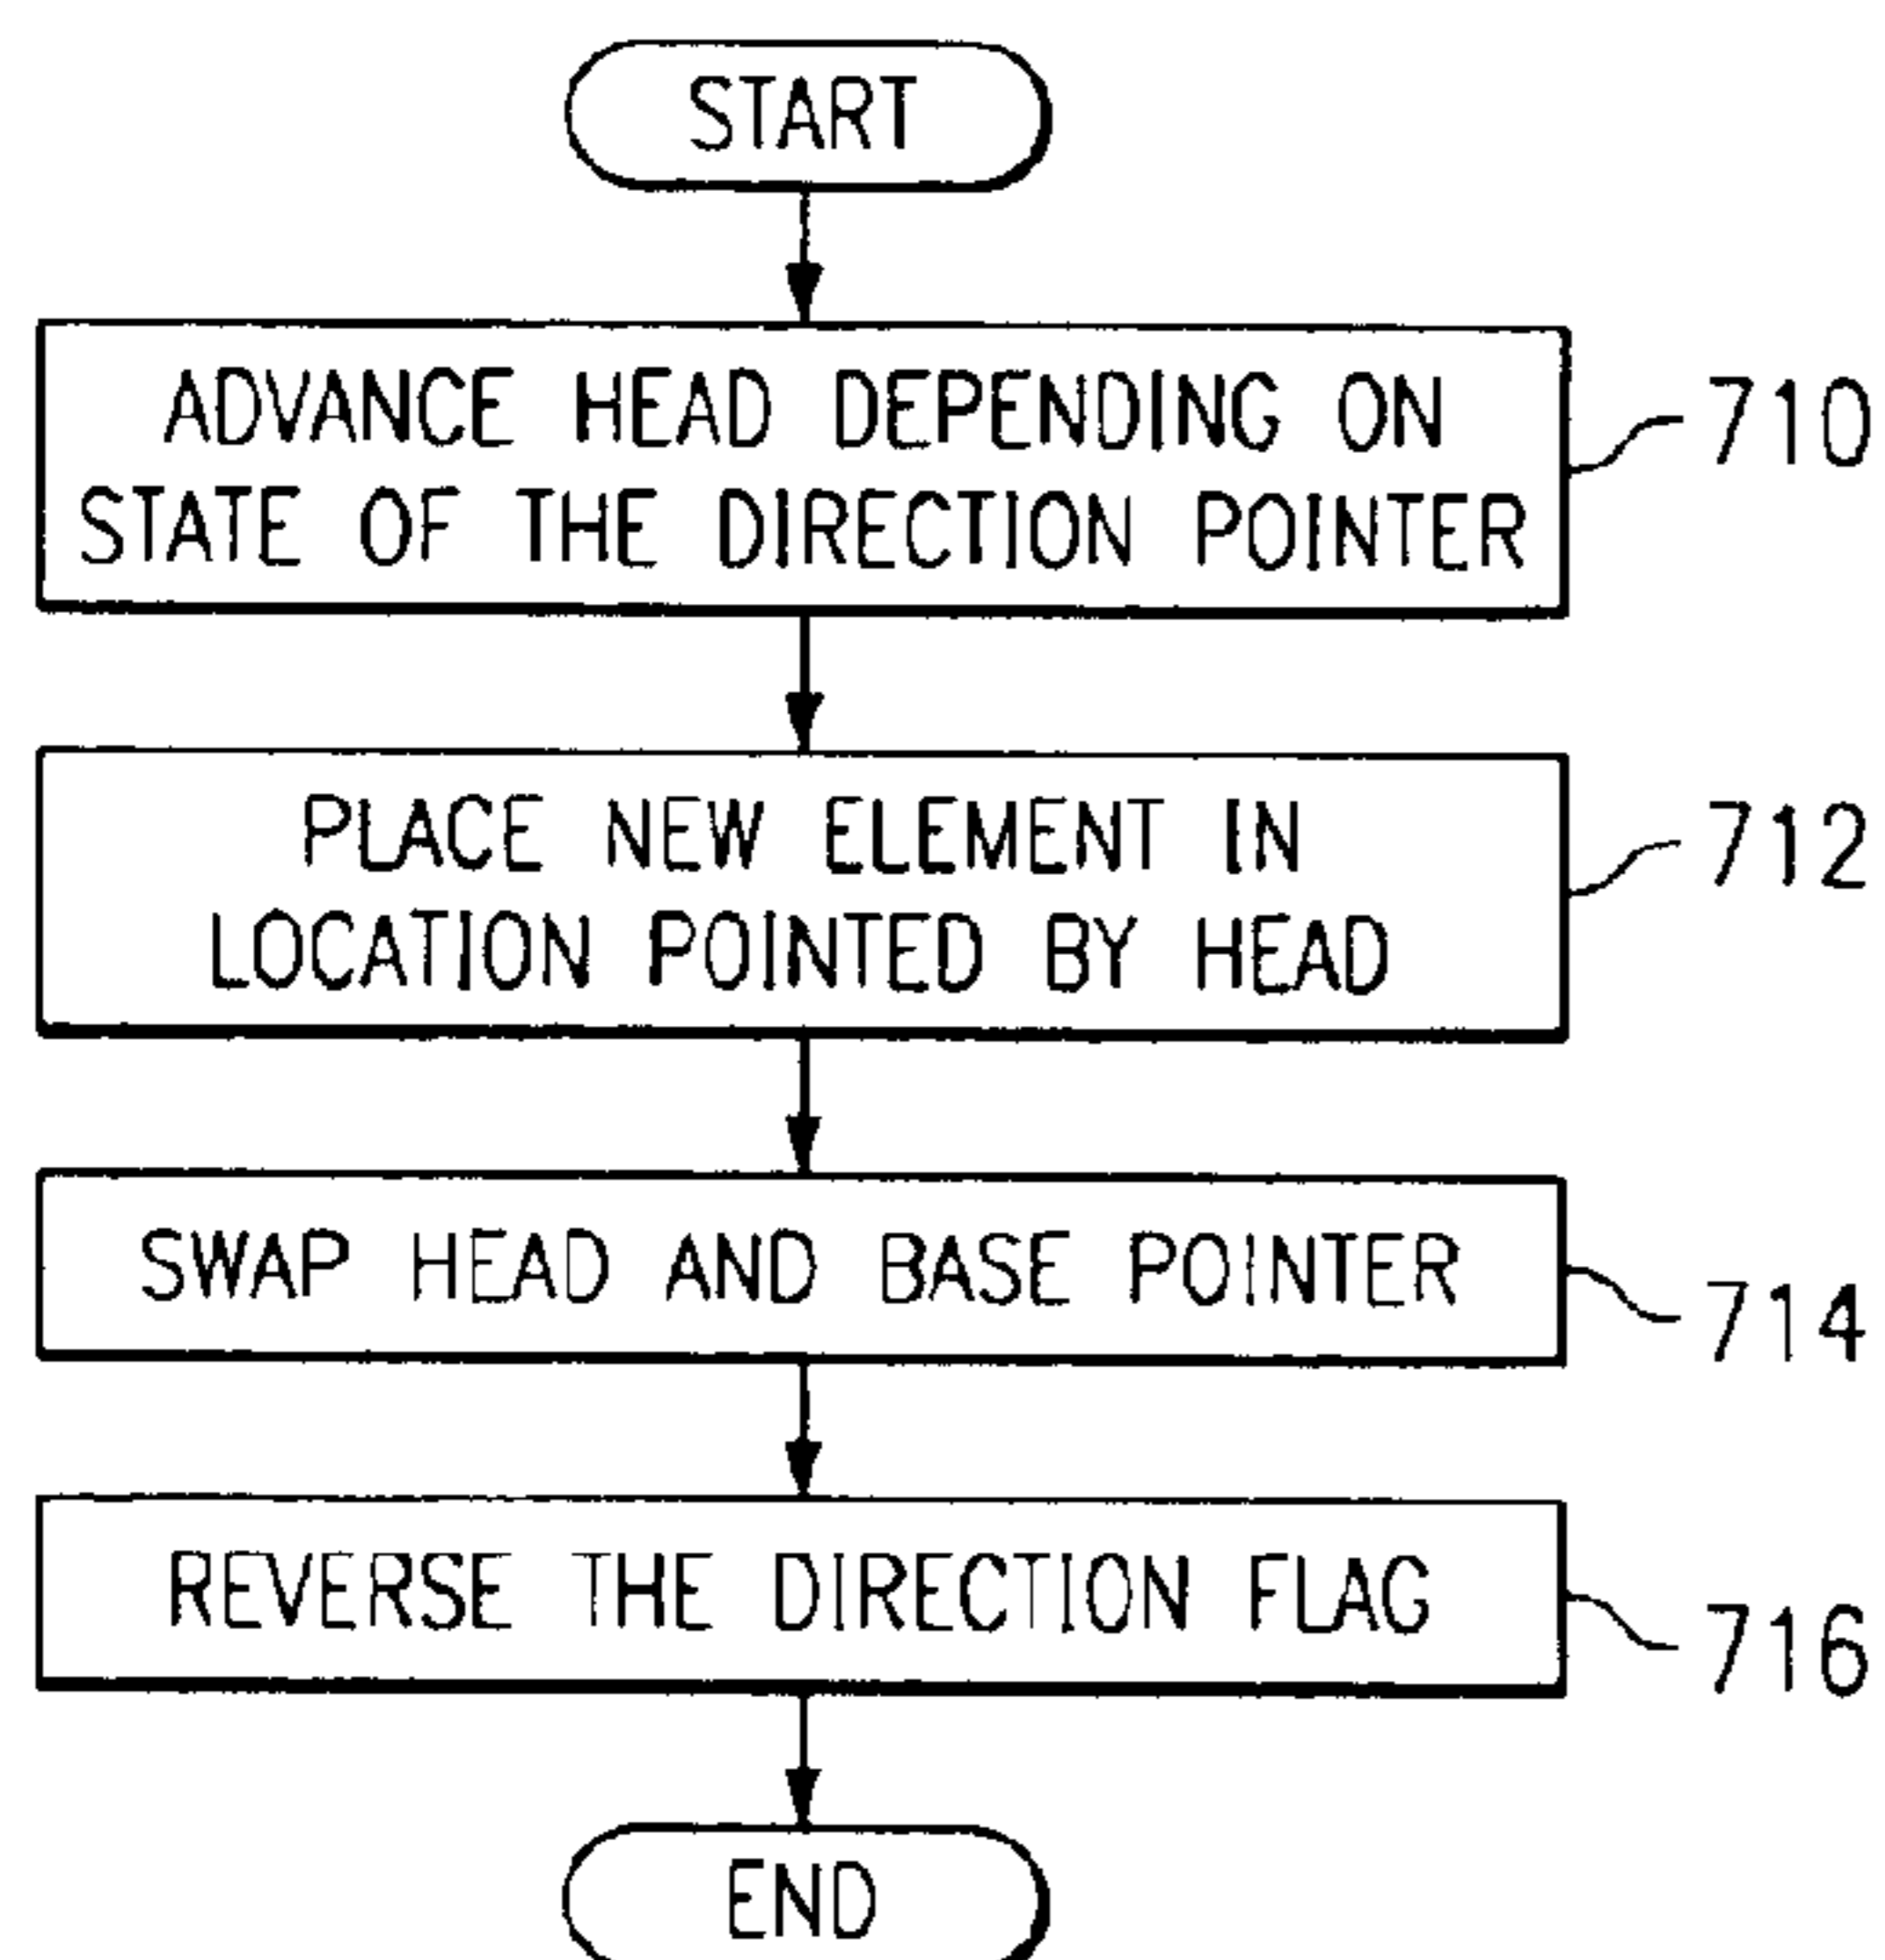 START
ADVANCE HEAD DEPENDING ON
STATE OF THE DIRECTION POINTER
710
PLACE NEW ELEMENT IN
LOCATION POINTED BY HEAD
712
SWAP HEAD AND BASE POINTER
714
REVERSE THE DIRECTION FLAG
716
END